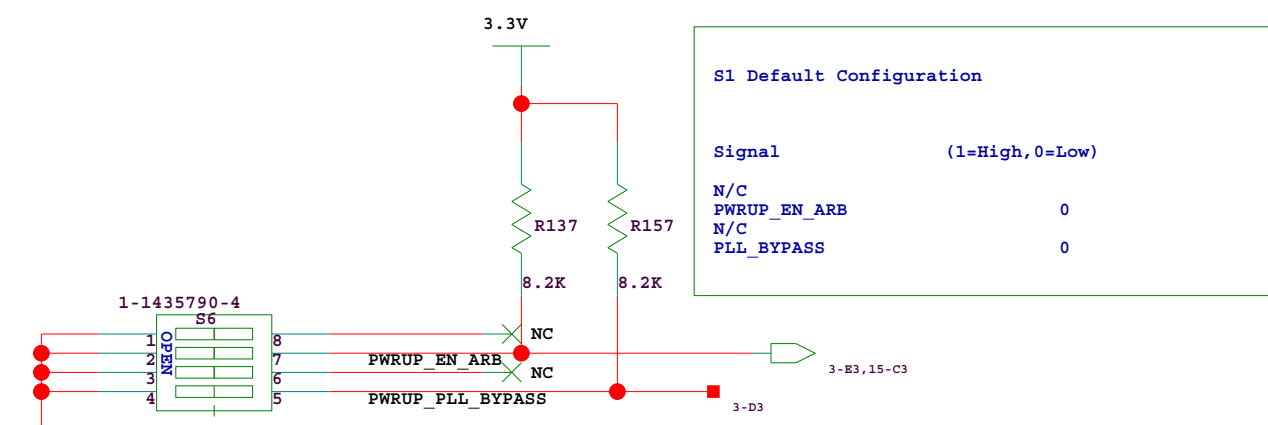 3.3V
S1 Default Configuration
Signal (1=High,0=Low)
N/C
PWRUP_EN_ARB 0
N/C
PLL_BYPASS 0
R137 R157
8.2K 8.2K
1-1435790-4
S6
OPEN
1 8 NC
2 7 PWRUP_EN_ARB
3 6 NC
4 5 PWRUP_PLL_BYPASS
3-E3,15-C3
3-D3